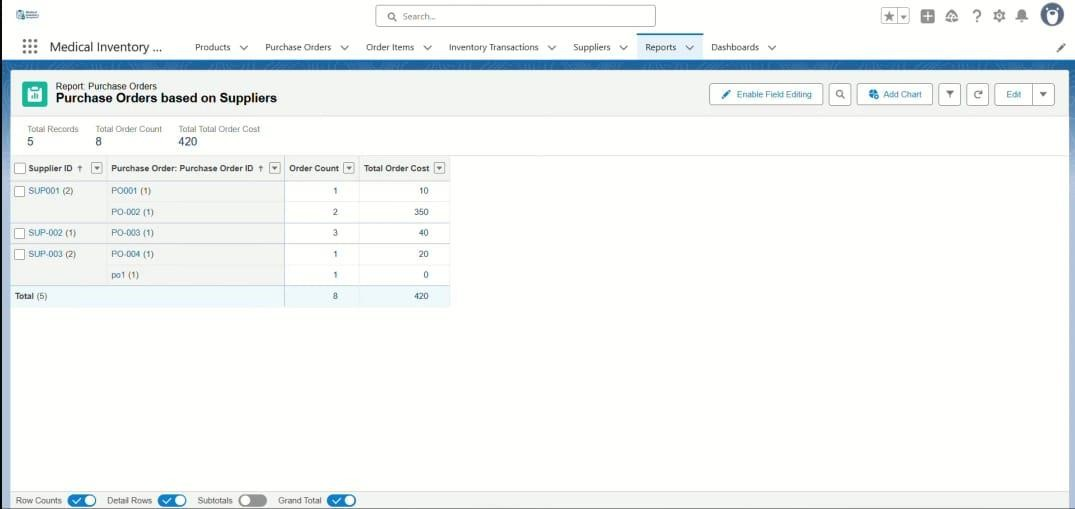 Search...
Medical Inventory ...
Products
Purchase Orders
Order Items
Inventory Transactions
Suppliers
Reports
Dashboards
Report: Purchase Orders
Purchase Orders based on Suppliers
Enable Field Editing
Add Chart
Edit
Total Records Total Order Count Total Total Order Cost
5 8 420
Supplier ID ↑ Purchase Order: Purchase Order ID ↑ Order Count Total Order Cost
SUP001 (2) PO001 (1) 1 10
PO-002 (1) 2 350
SUP-002 (1) PO-003 (1) 3 40
SUP-003 (2) PO-004 (1) 1 20
po1 (1) 1 0
Total (5) 8 420
Row Counts Detail Rows Subtotals Grand Total